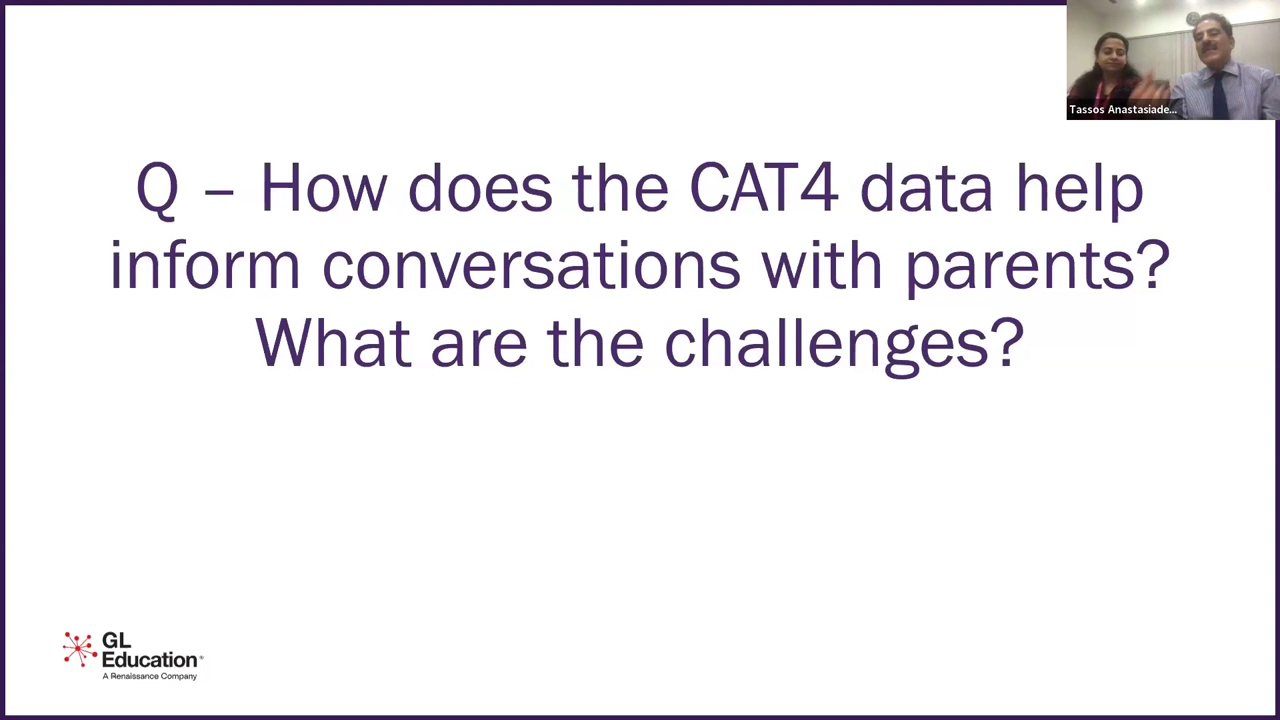 Tassos Anastasiade...
Q – How does the CAT4 data help
inform conversations with parents?
What are the challenges?
GL
Education
A Renaissance Company